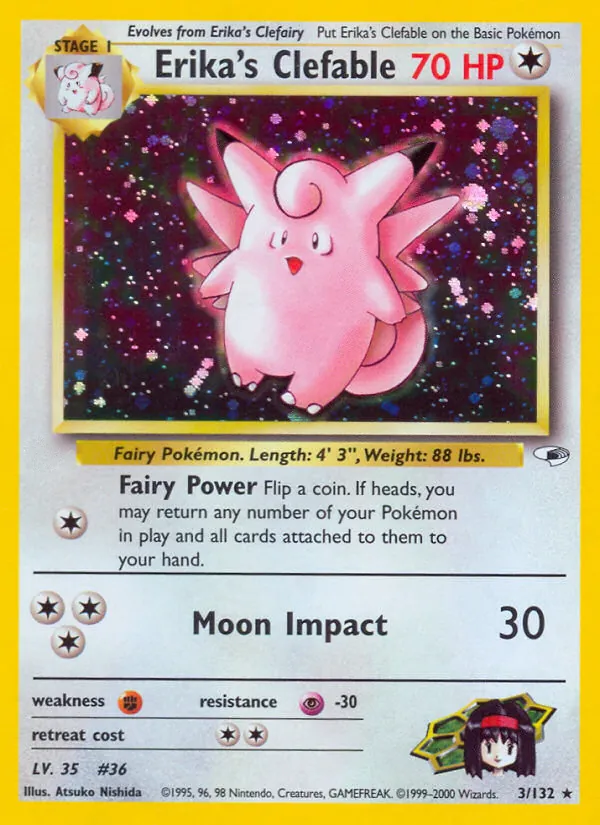 Evolves from Erika's Clefairy Put Erika's Clefable on the Basic Pokémon
STAGE 1
Erika's Clefable 70 HP
Fairy Pokémon. Length: 4' 3", Weight: 88 lbs.
Fairy Power Flip a coin. If heads, you
may return any number of your Pokémon
in play and all cards attached to them to
your hand.
Moon Impact 30
weakness resistance -30
retreat cost
LV. 35 #36
Illus. Atsuko Nishida ©1995, 96, 98 Nintendo, Creatures, GAMEFREAK. ©1999-2000 Wizards. 3/132 ★